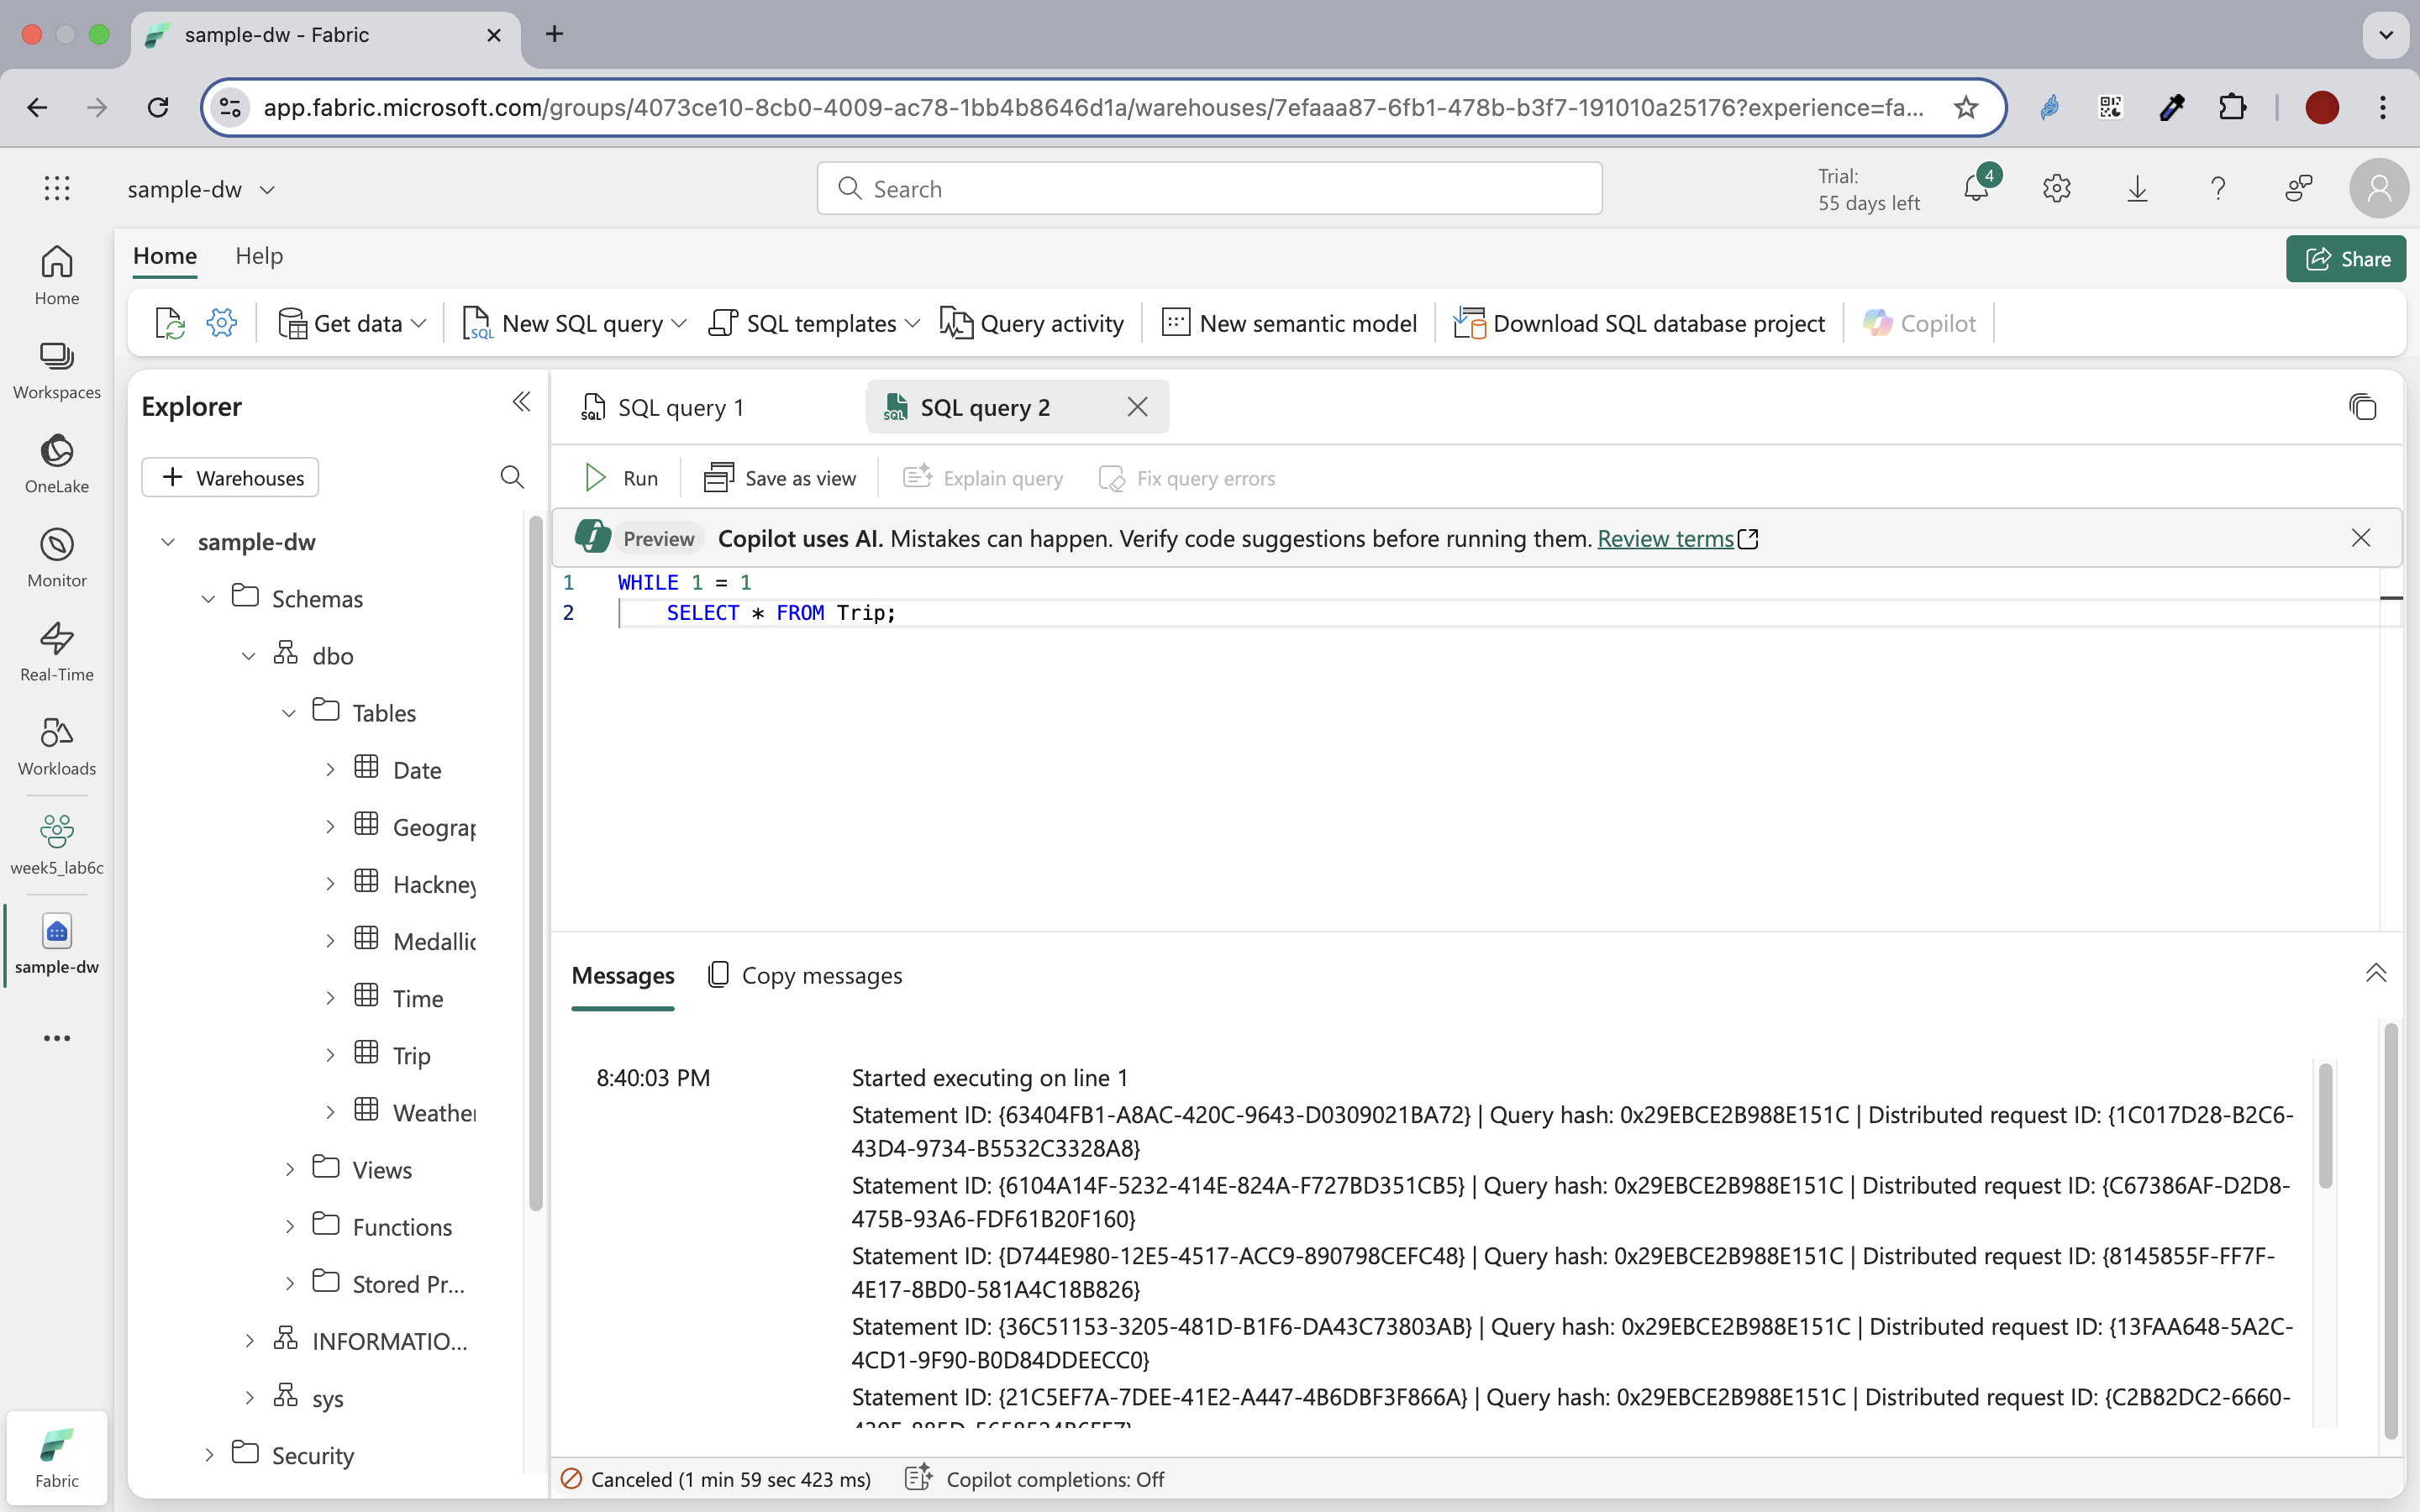 sample-dw - Fabric
app.fabric.microsoft.com/groups/4073ce10-8cb0-4009-ac78-1bb4b8646d1a/warehouses/7efaaa87-6fb1-478b-b3f7-191010a25176?experience=fa...
sample-dw
Search
Trial:
55 days left
4
Home
Help
Share
Get data
SQL
New SQL query
SQL templates
Query activity
New semantic model
Download SQL database project
Copilot
Home
Workspaces
OneLake
Monitor
Real-Time
Workloads
week5_lab6c
sample-dw
Fabric
Explorer
+ Warehouses
sample-dw
Schemas
dbo
Tables
Date
Geograp
Hackney
Medallic
Time
Trip
Weather
Views
Functions
Stored Pr...
INFORMATIO...
sys
Security
SQL
SQL query 1
SQL
SQL query 2
Run
Save as view
Explain query
Fix query errors
Preview
Copilot uses AI. Mistakes can happen. Verify code suggestions before running them. Review terms
1 WHILE 1 = 1
2 SELECT * FROM Trip;
Messages
Copy messages
8:40:03 PM
Started executing on line 1
Statement ID: {63404FB1-A8AC-420C-9643-D0309021BA72} | Query hash: 0x29EBCE2B988E151C | Distributed request ID: {1C017D28-B2C6-
43D4-9734-B5532C3328A8}
Statement ID: {6104A14F-5232-414E-824A-F727BD351CB5} | Query hash: 0x29EBCE2B988E151C | Distributed request ID: {C67386AF-D2D8-
475B-93A6-FDF61B20F160}
Statement ID: {D744E980-12E5-4517-ACC9-890798CEFC48} | Query hash: 0x29EBCE2B988E151C | Distributed request ID: {8145855F-FF7F-
4E17-8BD0-581A4C18B826}
Statement ID: {36C51153-3205-481D-B1F6-DA43C73803AB} | Query hash: 0x29EBCE2B988E151C | Distributed request ID: {13FAA648-5A2C-
4CD1-9F90-B0D84DDEECC0}
Statement ID: {21C5EF7A-7DEE-41E2-A447-4B6DBF3F866A} | Query hash: 0x29EBCE2B988E151C | Distributed request ID: {C2B82DC2-6660-
Canceled (1 min 59 sec 423 ms)
Copilot completions: Off